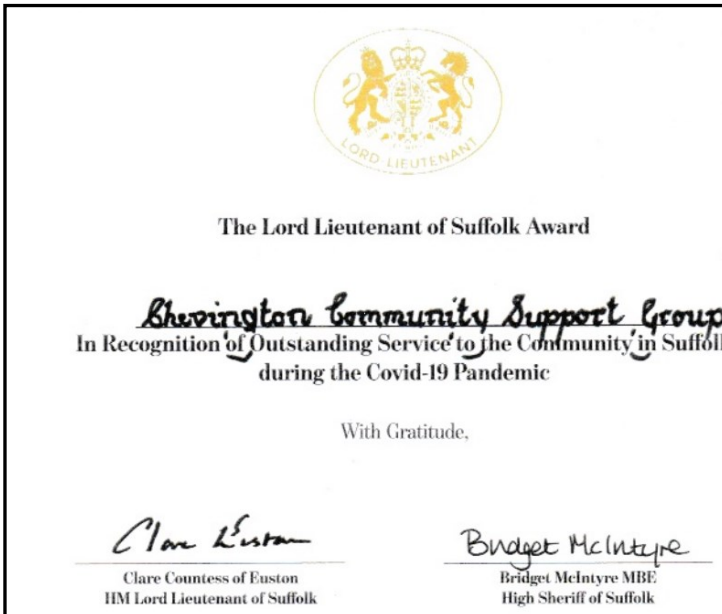 LORD-LIEUTENANT
The Lord Lieutenant of Suffolk Award
Chevington Community Support Group
In Recognition of Outstanding Service to the Community in Suffolk
during the Covid-19 Pandemic
With Gratitude,
Clare Euston
Bridget McIntyre
Clare Countess of Euston
Bridget McIntyre MBE
HM Lord Lieutenant of Suffolk
High Sheriff of Suffolk